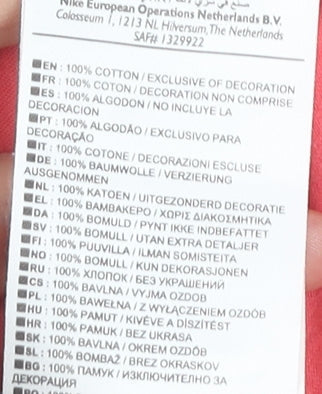 Nike European Operations Netherlands B.V.
Colosseum 1, 1213 NL Hilversum, The Netherlands
SAF# 1329922
EN : 100% COTTON / EXCLUSIVE OF DECORATION
FR : 100% COTON / DECORATION NON COMPRISE
ES : 100% ALGODON / NO INCLUYE LA
DECORACION
PT : 100% ALGODÃO / EXCLUSIVO PARA
DECORAÇÃO
IT : 100% COTONE / DECORAZIONI ESCLUSE
DE : 100% BAUMWOLLE / VERZIERUNG
AUSGENOMMEN
NL : 100% KATOEN / UITGEZONDERD DECORATIE
EL : 100% ΒΑΜΒΑΚΕΡΟ / ΧΩΡΙΣ ΔΙΑΚΟΣΜΗΤΙΚΑ
DA : 100% BOMULD / PYNT IKKE INDBEFATTET
SV : 100% BOMULL / UTAN EXTRA DETALJER
FI : 100% PUUVILLA / ILMAN SOMISTEITA
NO : 100% BOMULL / KUN DEKORASJONEN
RU : 100% ХЛОПОК / БЕЗ УКРАШЕНИЙ
CS : 100% BAVLNA / VYJMA OZDOB
PL : 100% BAWEŁNA / Z WYŁĄCZENIEM OZDÓB
HU : 100% PAMUT / KIVÉVE A DÍSZÍTÉST
HR : 100% PAMUK / BEZ UKRASA
SK : 100% BAVLNA / OKREM OZDÔB
SL : 100% BOMBAŽ / BREZ OKRASKOV
BG : 100% ПАМУК / ИЗКЛЮЧИТЕЛНО ЗА
ДЕКОРАЦИЯ